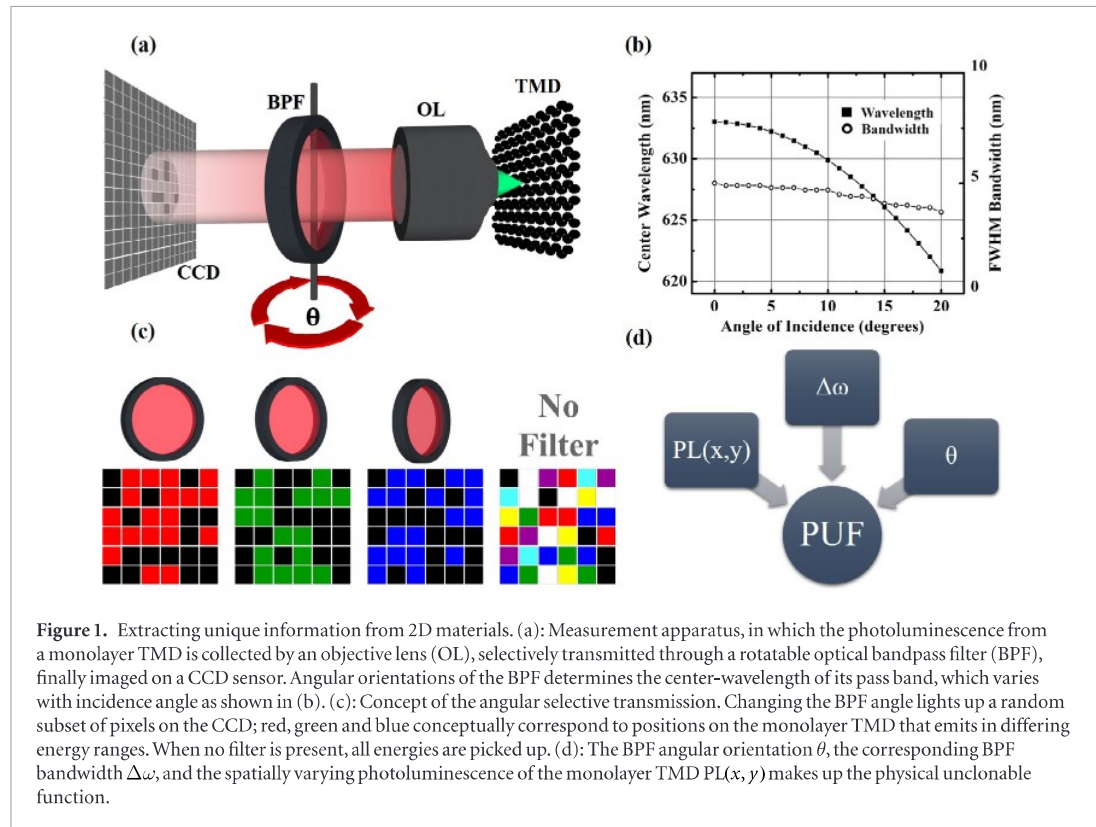 (a)
BPF
OL
TMD
CCD
θ
(b)
10
635
630
625
620
5
0
Wavelength
Bandwidth
Center Wavelength (nm)
FWHM Bandwidth (nm)
0 5 10 15 20
Angle of Incidence (degrees)
(c)
No
Filter
(d)
Δω
PL(x,y)
θ
PUF
Figure 1. Extracting unique information from 2D materials. (a): Measurement apparatus, in which the photoluminescence from
a monolayer TMD is collected by an objective lens (OL), selectively transmitted through a rotatable optical bandpass filter (BPF),
finally imaged on a CCD sensor. Angular orientations of the BPF determines the center-wavelength of its pass band, which varies
with incidence angle as shown in (b). (c): Concept of the angular selective transmission. Changing the BPF angle lights up a random
subset of pixels on the CCD; red, green and blue conceptually correspond to positions on the monolayer TMD that emits in differing
energy ranges. When no filter is present, all energies are picked up. (d): The BPF angular orientation θ, the corresponding BPF
bandwidth Δω, and the spatially varying photoluminescence of the monolayer TMD PL(x, y) makes up the physical unclonable
function.